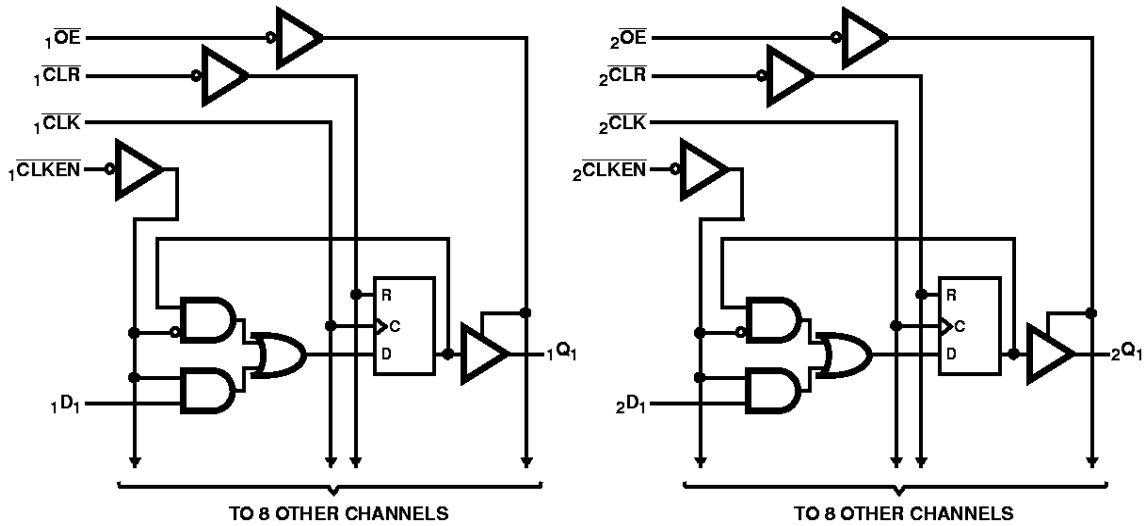 1OE
1CLR
1CLK
1CLKEN
R
C
D
1Q1
1D1
TO 8 OTHER CHANNELS
2OE
2CLR
2CLK
2CLKEN
R
C
D
2Q1
2D1
TO 8 OTHER CHANNELS